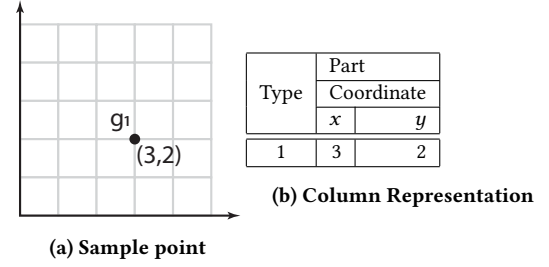 g1
(3,2)
(a) Sample point
Type
Part
Coordinate
x y
1 3 2
(b) Column Representation